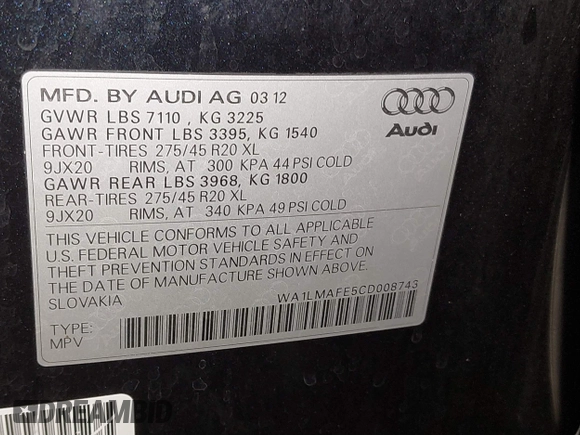 MFD. BY AUDI AG 03 12
GVWR LBS 7110 , KG 3225
GAWR FRONT LBS 3395, KG 1540
FRONT-TIRES 275/45 R20 XL
9JX20 RIMS, AT 300 KPA 44 PSI COLD
GAWR REAR LBS 3968, KG 1800
REAR-TIRES 275/45 R20 XL
9JX20 RIMS, AT 340 KPA 49 PSI COLD
Audi
THIS VEHICLE CONFORMS TO ALL APPLICABLE
U.S. FEDERAL MOTOR VEHICLE SAFETY AND
THEFT PREVENTION STANDARDS IN EFFECT ON
THE DATE OF MANUFACTURE SHOWN ABOVE.
SLOVAKIA
WA1LMAFE5CD008743
TYPE:
MPV
DREAMBID